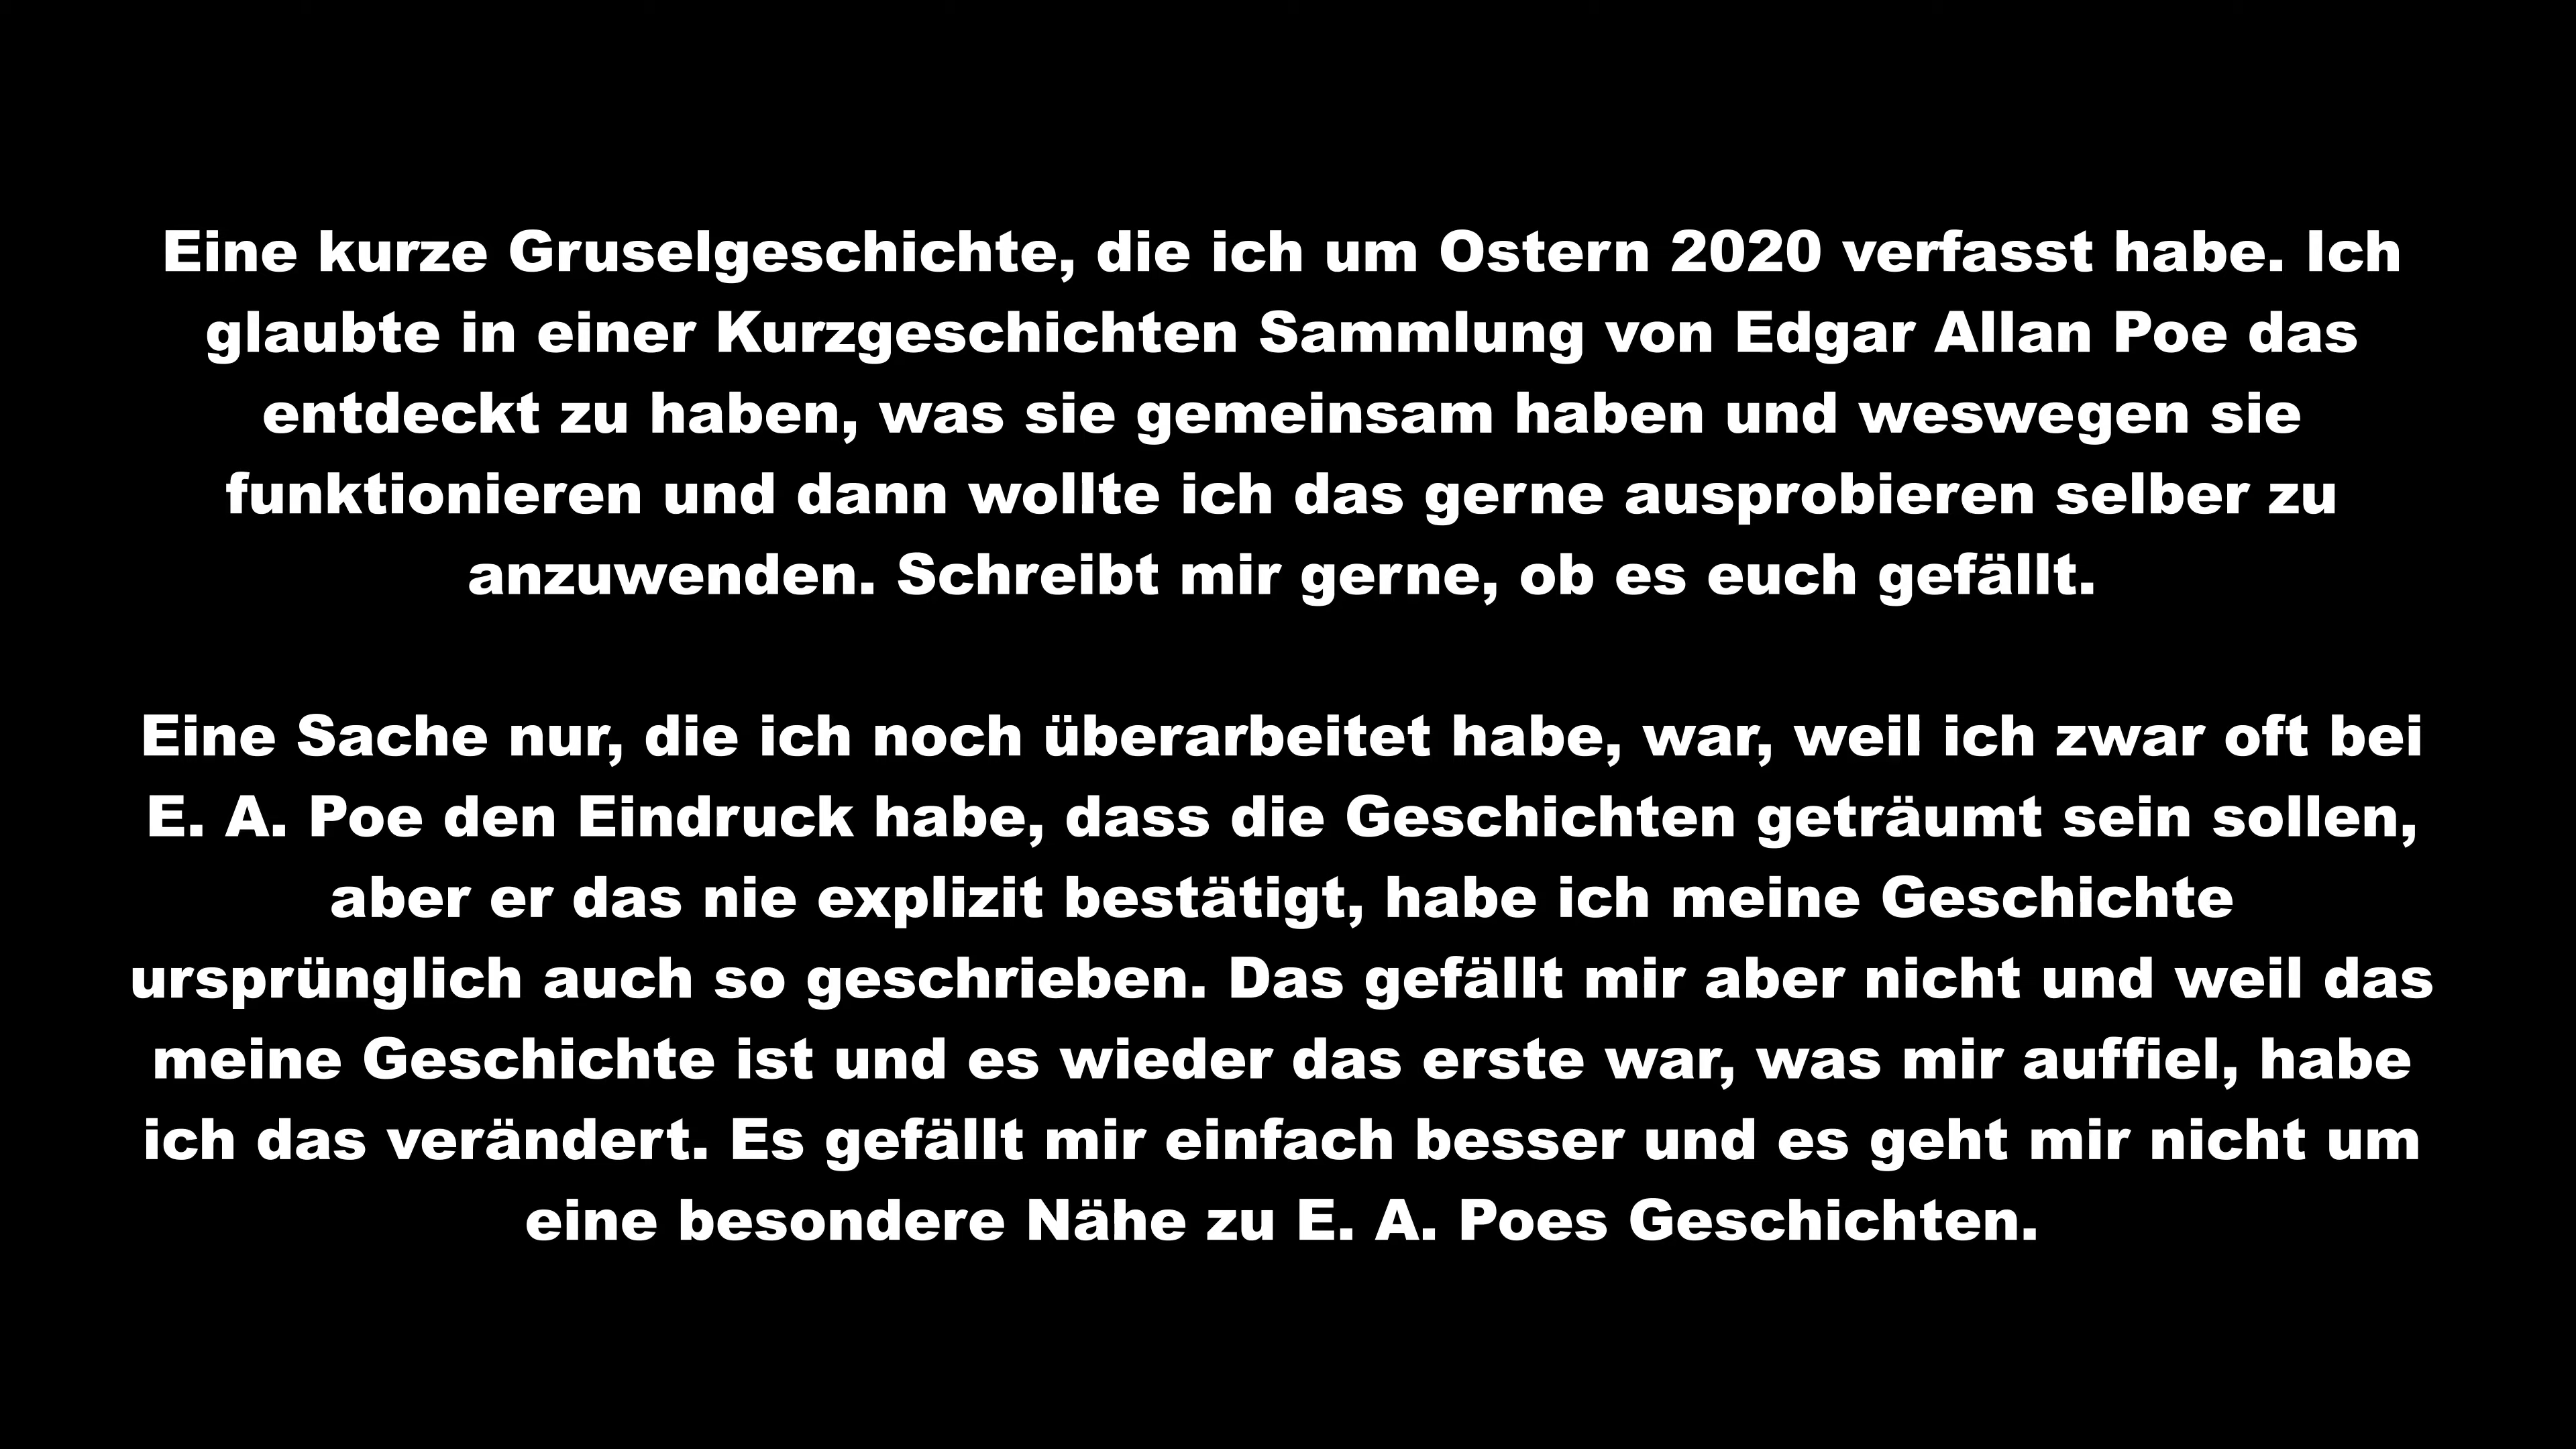 Eine kurze Gruselgeschichte, die ich um Ostern 2020 verfasst habe. Ich
glaubte in einer Kurzgeschichten Sammlung von Edgar Allan Poe das
entdeckt zu haben, was sie gemeinsam haben und weswegen sie
funktionieren und dann wollte ich das gerne ausprobieren selber zu
anzuwenden. Schreibt mir gerne, ob es euch gefällt.
Eine Sache nur, die ich noch überarbeitet habe, war, weil ich zwar oft bei
E. A. Poe den Eindruck habe, dass die Geschichten geträumt sein sollen,
aber er das nie explizit bestätigt, habe ich meine Geschichte
ursprünglich auch so geschrieben. Das gefällt mir aber nicht und weil das
meine Geschichte ist und es wieder das erste war, was mir auffiel, habe
ich das verändert. Es gefällt mir einfach besser und es geht mir nicht um
eine besondere Nähe zu E. A. Poes Geschichten.